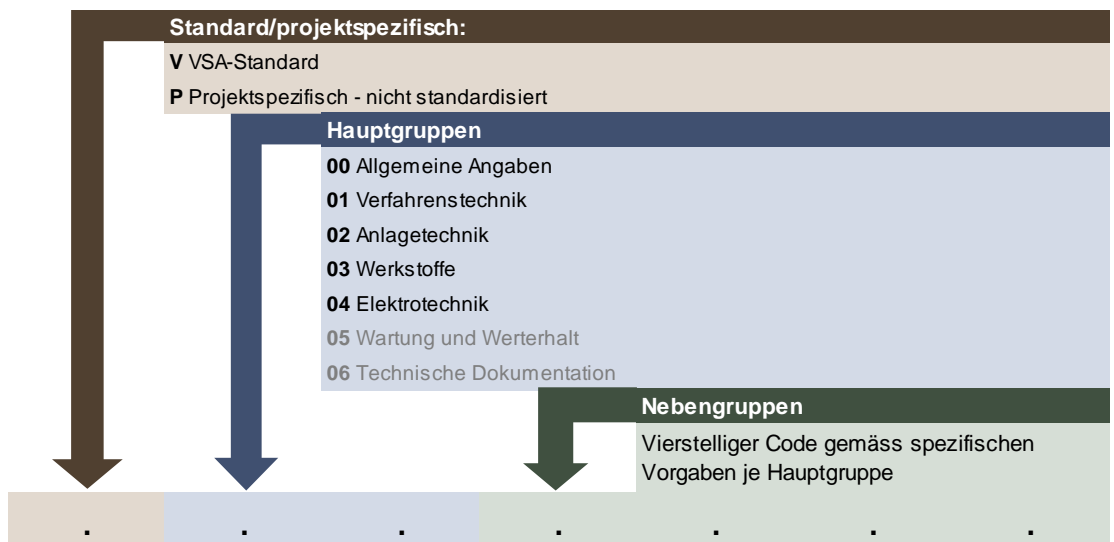 Standard/projektspezifisch:
V VSA-Standard
P Projektspezifisch - nicht standardisiert
Hauptgruppen
00 Allgemeine Angaben
01 Verfahrenstechnik
02 Anlagetechnik
03 Werkstoffe
04 Elektrotechnik
05 Wartung und Werterhalt
06 Technische Dokumentation
Nebengruppen
Vierstelliger Code gemäss spezifischen
Vorgaben je Hauptgruppe
. . . . . . .